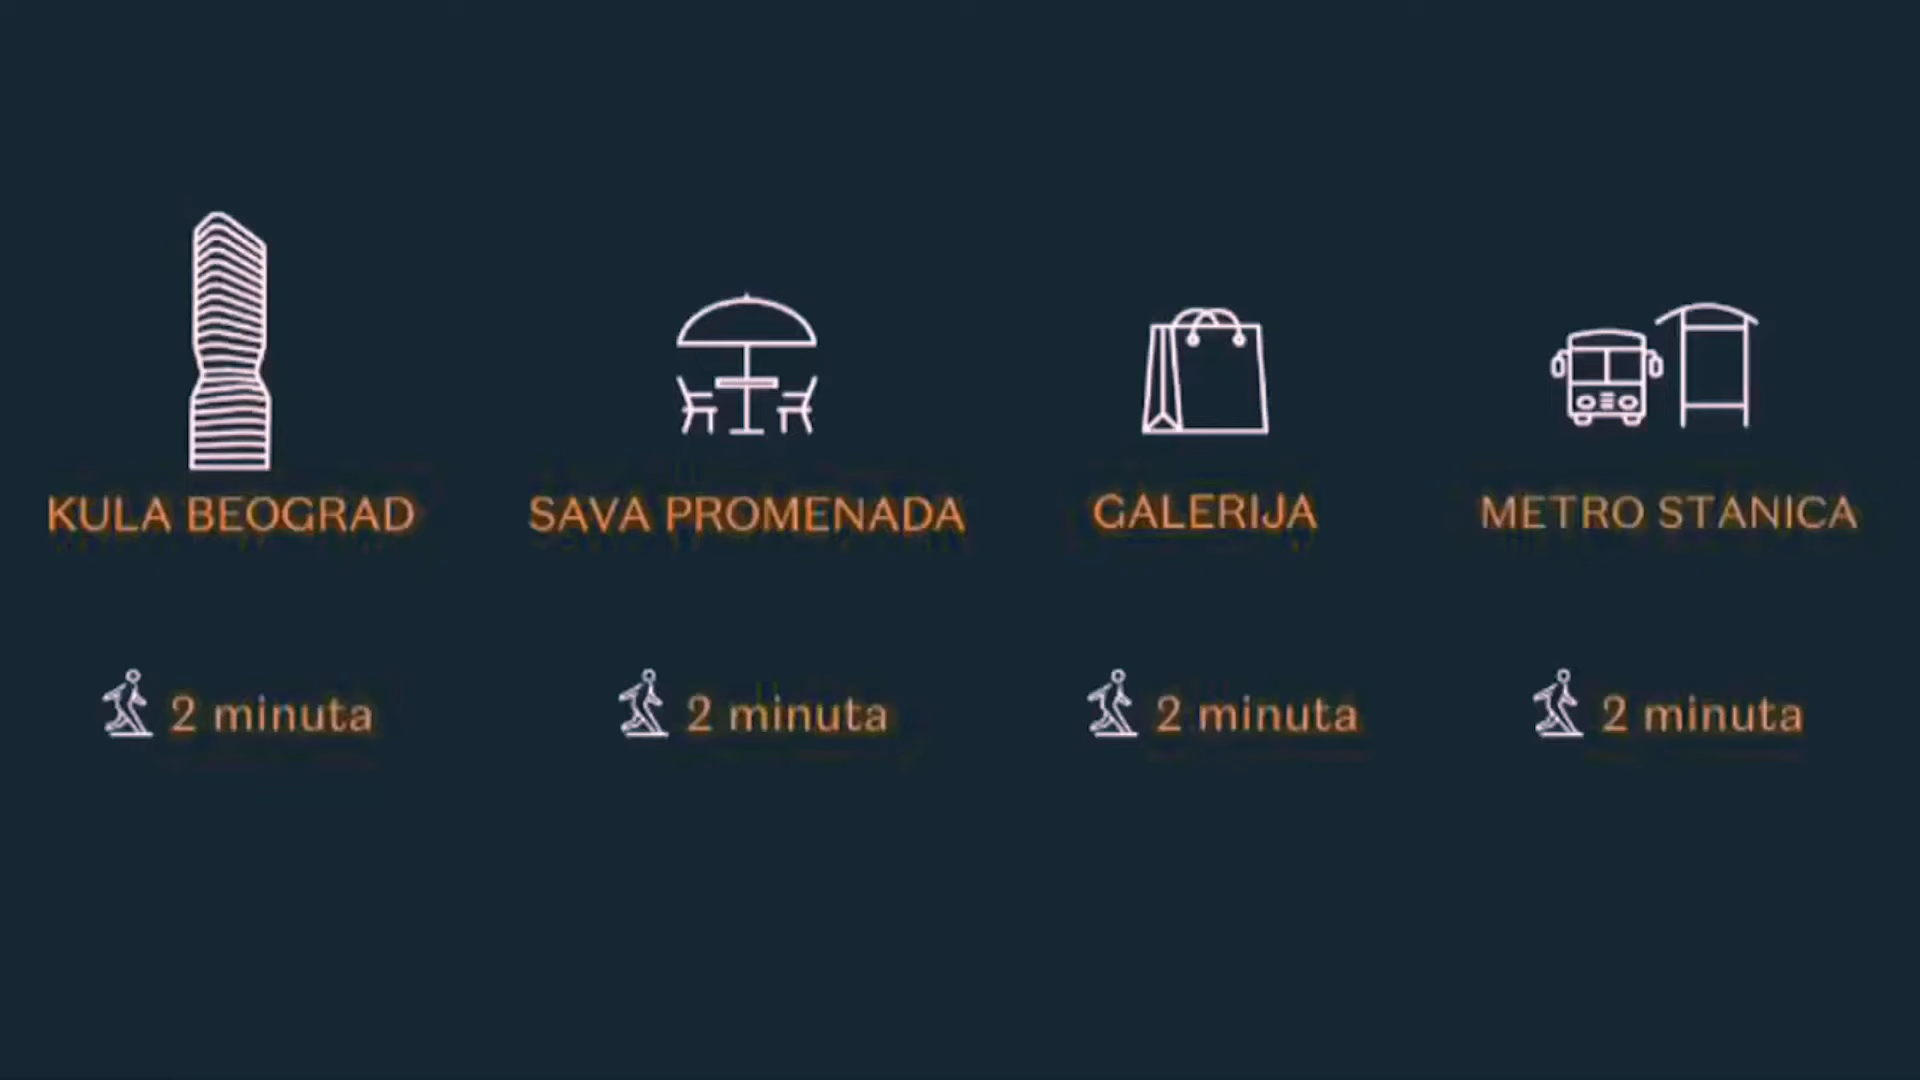 KULA BEOGRAD
SAVA PROMENADA
GALERIJA
METRO STANICA
2 minuta
2 minuta
2 minuta
2 minuta